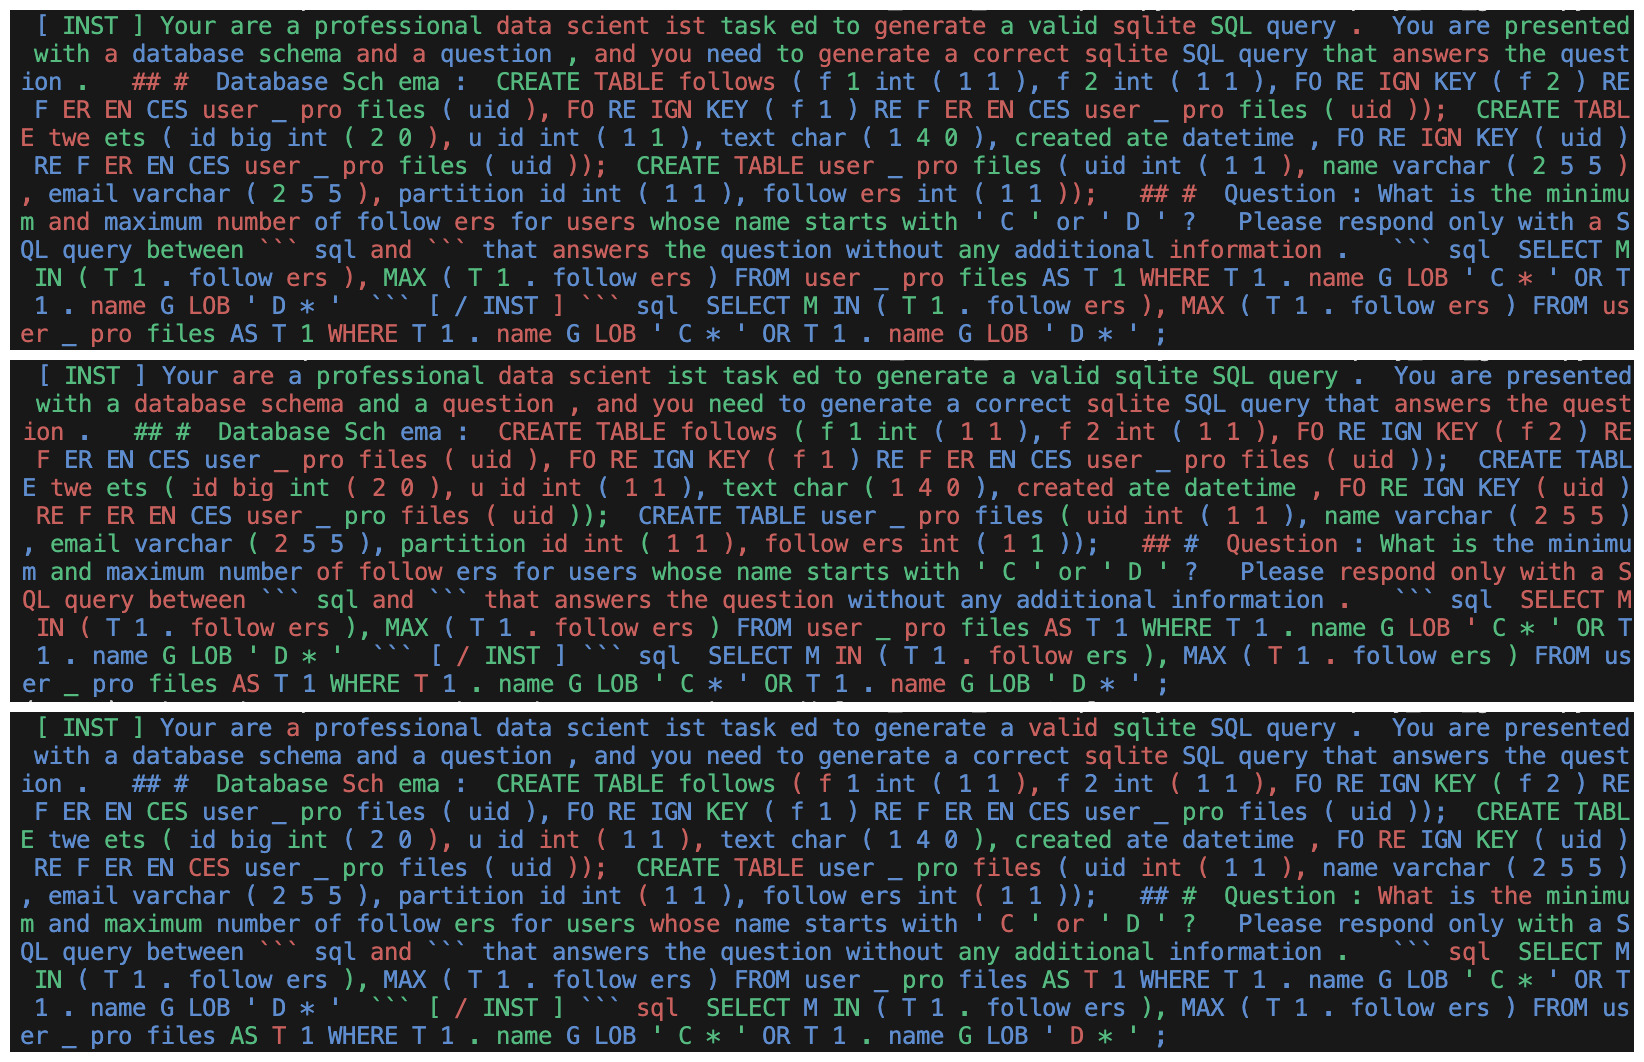 [ INST ] Your are a professional data scient ist task ed to generate a valid sqlite SQL query . You are presented
with a database schema and a question , and you need to generate a correct sqlite SQL query that answers the quest
ion . ## # Database Sch ema : CREATE TABLE follows ( f 1 int ( 1 1 ), f 2 int ( 1 1 ), FO RE IGN KEY ( f 2 ) RE
F ER EN CES user _ pro files ( uid ), FO RE IGN KEY ( f 1 ) RE F ER EN CES user _ pro files ( uid )); CREATE TABL
E twe ets ( id big int ( 2 0 ), u id int ( 1 1 ), text char ( 1 4 0 ), created ate datetime , FO RE IGN KEY ( uid )
RE F ER EN CES user _ pro files ( uid )); CREATE TABLE user _ pro files ( uid int ( 1 1 ), name varchar ( 2 5 5 )
, email varchar ( 2 5 5 ), partition id int ( 1 1 ), follow ers int ( 1 1 )); ## # Question : What is the minimu
m and maximum number of follow ers for users whose name starts with ' C ' or ' D ' ? Please respond only with a S
QL query between ``` sql and ``` that answers the question without any additional information . ``` sql SELECT M
IN ( T 1 . follow ers ), MAX ( T 1 . follow ers ) FROM user _ pro files AS T 1 WHERE T 1 . name G LOB ' C * ' OR T
1 . name G LOB ' D * ' ``` [ / INST ] ``` sql SELECT M IN ( T 1 . follow ers ), MAX ( T 1 . follow ers ) FROM us
er _ pro files AS T 1 WHERE T 1 . name G LOB ' C * ' OR T 1 . name G LOB ' D * ' ;
[ INST ] Your are a professional data scient ist task ed to generate a valid sqlite SQL query . You are presented
with a database schema and a question , and you need to generate a correct sqlite SQL query that answers the quest
ion . ## # Database Sch ema : CREATE TABLE follows ( f 1 int ( 1 1 ), f 2 int ( 1 1 ), FO RE IGN KEY ( f 2 ) RE
F ER EN CES user _ pro files ( uid ), FO RE IGN KEY ( f 1 ) RE F ER EN CES user _ pro files ( uid )); CREATE TABL
E twe ets ( id big int ( 2 0 ), u id int ( 1 1 ), text char ( 1 4 0 ), created ate datetime , FO RE IGN KEY ( uid )
RE F ER EN CES user _ pro files ( uid )); CREATE TABLE user _ pro files ( uid int ( 1 1 ), name varchar ( 2 5 5 )
, email varchar ( 2 5 5 ), partition id int ( 1 1 ), follow ers int ( 1 1 )); ## # Question : What is the minimu
m and maximum number of follow ers for users whose name starts with ' C ' or ' D ' ? Please respond only with a S
QL query between ``` sql and ``` that answers the question without any additional information . ``` sql SELECT M
IN ( T 1 . follow ers ), MAX ( T 1 . follow ers ) FROM user _ pro files AS T 1 WHERE T 1 . name G LOB ' C * ' OR T
1 . name G LOB ' D * ' ``` [ / INST ] ``` sql SELECT M IN ( T 1 . follow ers ), MAX ( T 1 . follow ers ) FROM us
er _ pro files AS T 1 WHERE T 1 . name G LOB ' C * ' OR T 1 . name G LOB ' D * ' ;
[ INST ] Your are a professional data scient ist task ed to generate a valid sqlite SQL query . You are presented
with a database schema and a question , and you need to generate a correct sqlite SQL query that answers the quest
ion . ## # Database Sch ema : CREATE TABLE follows ( f 1 int ( 1 1 ), f 2 int ( 1 1 ), FO RE IGN KEY ( f 2 ) RE
F ER EN CES user _ pro files ( uid ), FO RE IGN KEY ( f 1 ) RE F ER EN CES user _ pro files ( uid )); CREATE TABL
E twe ets ( id big int ( 2 0 ), u id int ( 1 1 ), text char ( 1 4 0 ), created ate datetime , FO RE IGN KEY ( uid )
RE F ER EN CES user _ pro files ( uid )); CREATE TABLE user _ pro files ( uid int ( 1 1 ), name varchar ( 2 5 5 )
, email varchar ( 2 5 5 ), partition id int ( 1 1 ), follow ers int ( 1 1 )); ## # Question : What is the minimu
m and maximum number of follow ers for users whose name starts with ' C ' or ' D ' ? Please respond only with a S
QL query between ``` sql and ``` that answers the question without any additional information . ``` sql SELECT M
IN ( T 1 . follow ers ), MAX ( T 1 . follow ers ) FROM user _ pro files AS T 1 WHERE T 1 . name G LOB ' C * ' OR T
1 . name G LOB ' D * ' ``` [ / INST ] ``` sql SELECT M IN ( T 1 . follow ers ), MAX ( T 1 . follow ers ) FROM us
er _ pro files AS T 1 WHERE T 1 . name G LOB ' C * ' OR T 1 . name G LOB ' D * ' ;